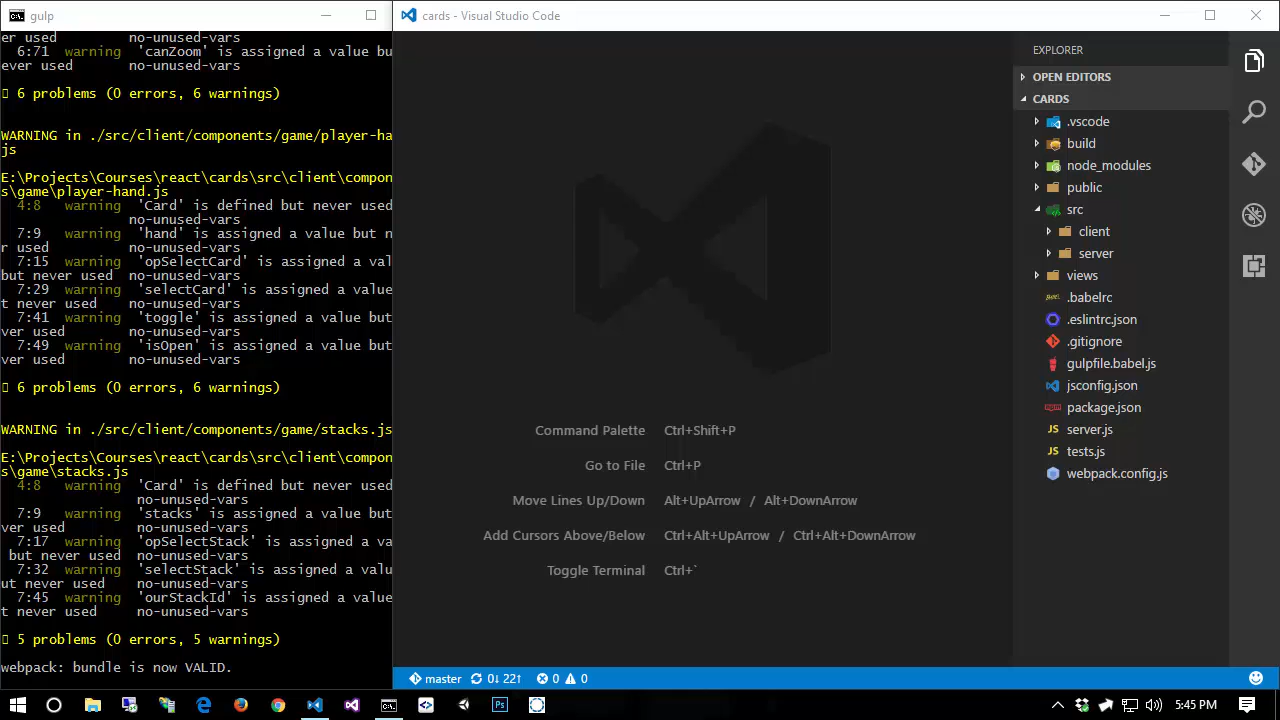 gulp
er used         no-unused-vars
  6:71  warning  'canZoom' is assigned a value bu
ever used       no-unused-vars
6 problems (0 errors, 6 warnings)
WARNING in ./src/client/components/game/player-ha
js
E:\Projects\Courses\react\cards\src\client\compon
s\game\player-hand.js
  4:8   warning  'Card' is defined but never used
                no-unused-vars
  7:9   warning  'hand' is assigned a value but n
r used          no-unused-vars
  7:15  warning  'opSelectCard' is assigned a val
but never used  no-unused-vars
  7:29  warning  'selectCard' is assigned a value
t never used    no-unused-vars
  7:41  warning  'toggle' is assigned a value but
ver used        no-unused-vars
  7:49  warning  'isOpen' is assigned a value but
ver used        no-unused-vars
6 problems (0 errors, 6 warnings)
WARNING in ./src/client/components/game/stacks.js
E:\Projects\Courses\react\cards\src\client\compon
s\game\stacks.js
  4:8   warning  'Card' is defined but never used
                no-unused-vars
  7:9   warning  'stacks' is assigned a value but
ver used        no-unused-vars
  7:17  warning  'opSelectStack' is assigned a va
 but never used  no-unused-vars
  7:32  warning  'selectStack' is assigned a valu
ut never used    no-unused-vars
  7:45  warning  'ourStackId' is assigned a value
t never used     no-unused-vars
5 problems (0 errors, 5 warnings)
webpack: bundle is now VALID.
cards - Visual Studio Code
Command Palette Ctrl+Shift+P
Go to File Ctrl+P
Move Lines Up/Down Alt+UpArrow / Alt+DownArrow
Add Cursors Above/Below Ctrl+Alt+UpArrow / Ctrl+Alt+DownArrow
Toggle Terminal Ctrl+`
EXPLORER
OPEN EDITORS
CARDS
.vscode
build
node_modules
public
src
client
server
views
.babelrc
.eslintrc.json
.gitignore
gulpfile.babel.js
jsconfig.json
package.json
JS server.js
JS tests.js
webpack.config.js
master 0↓ 22↑ 0 0
Ps
5:45 PM